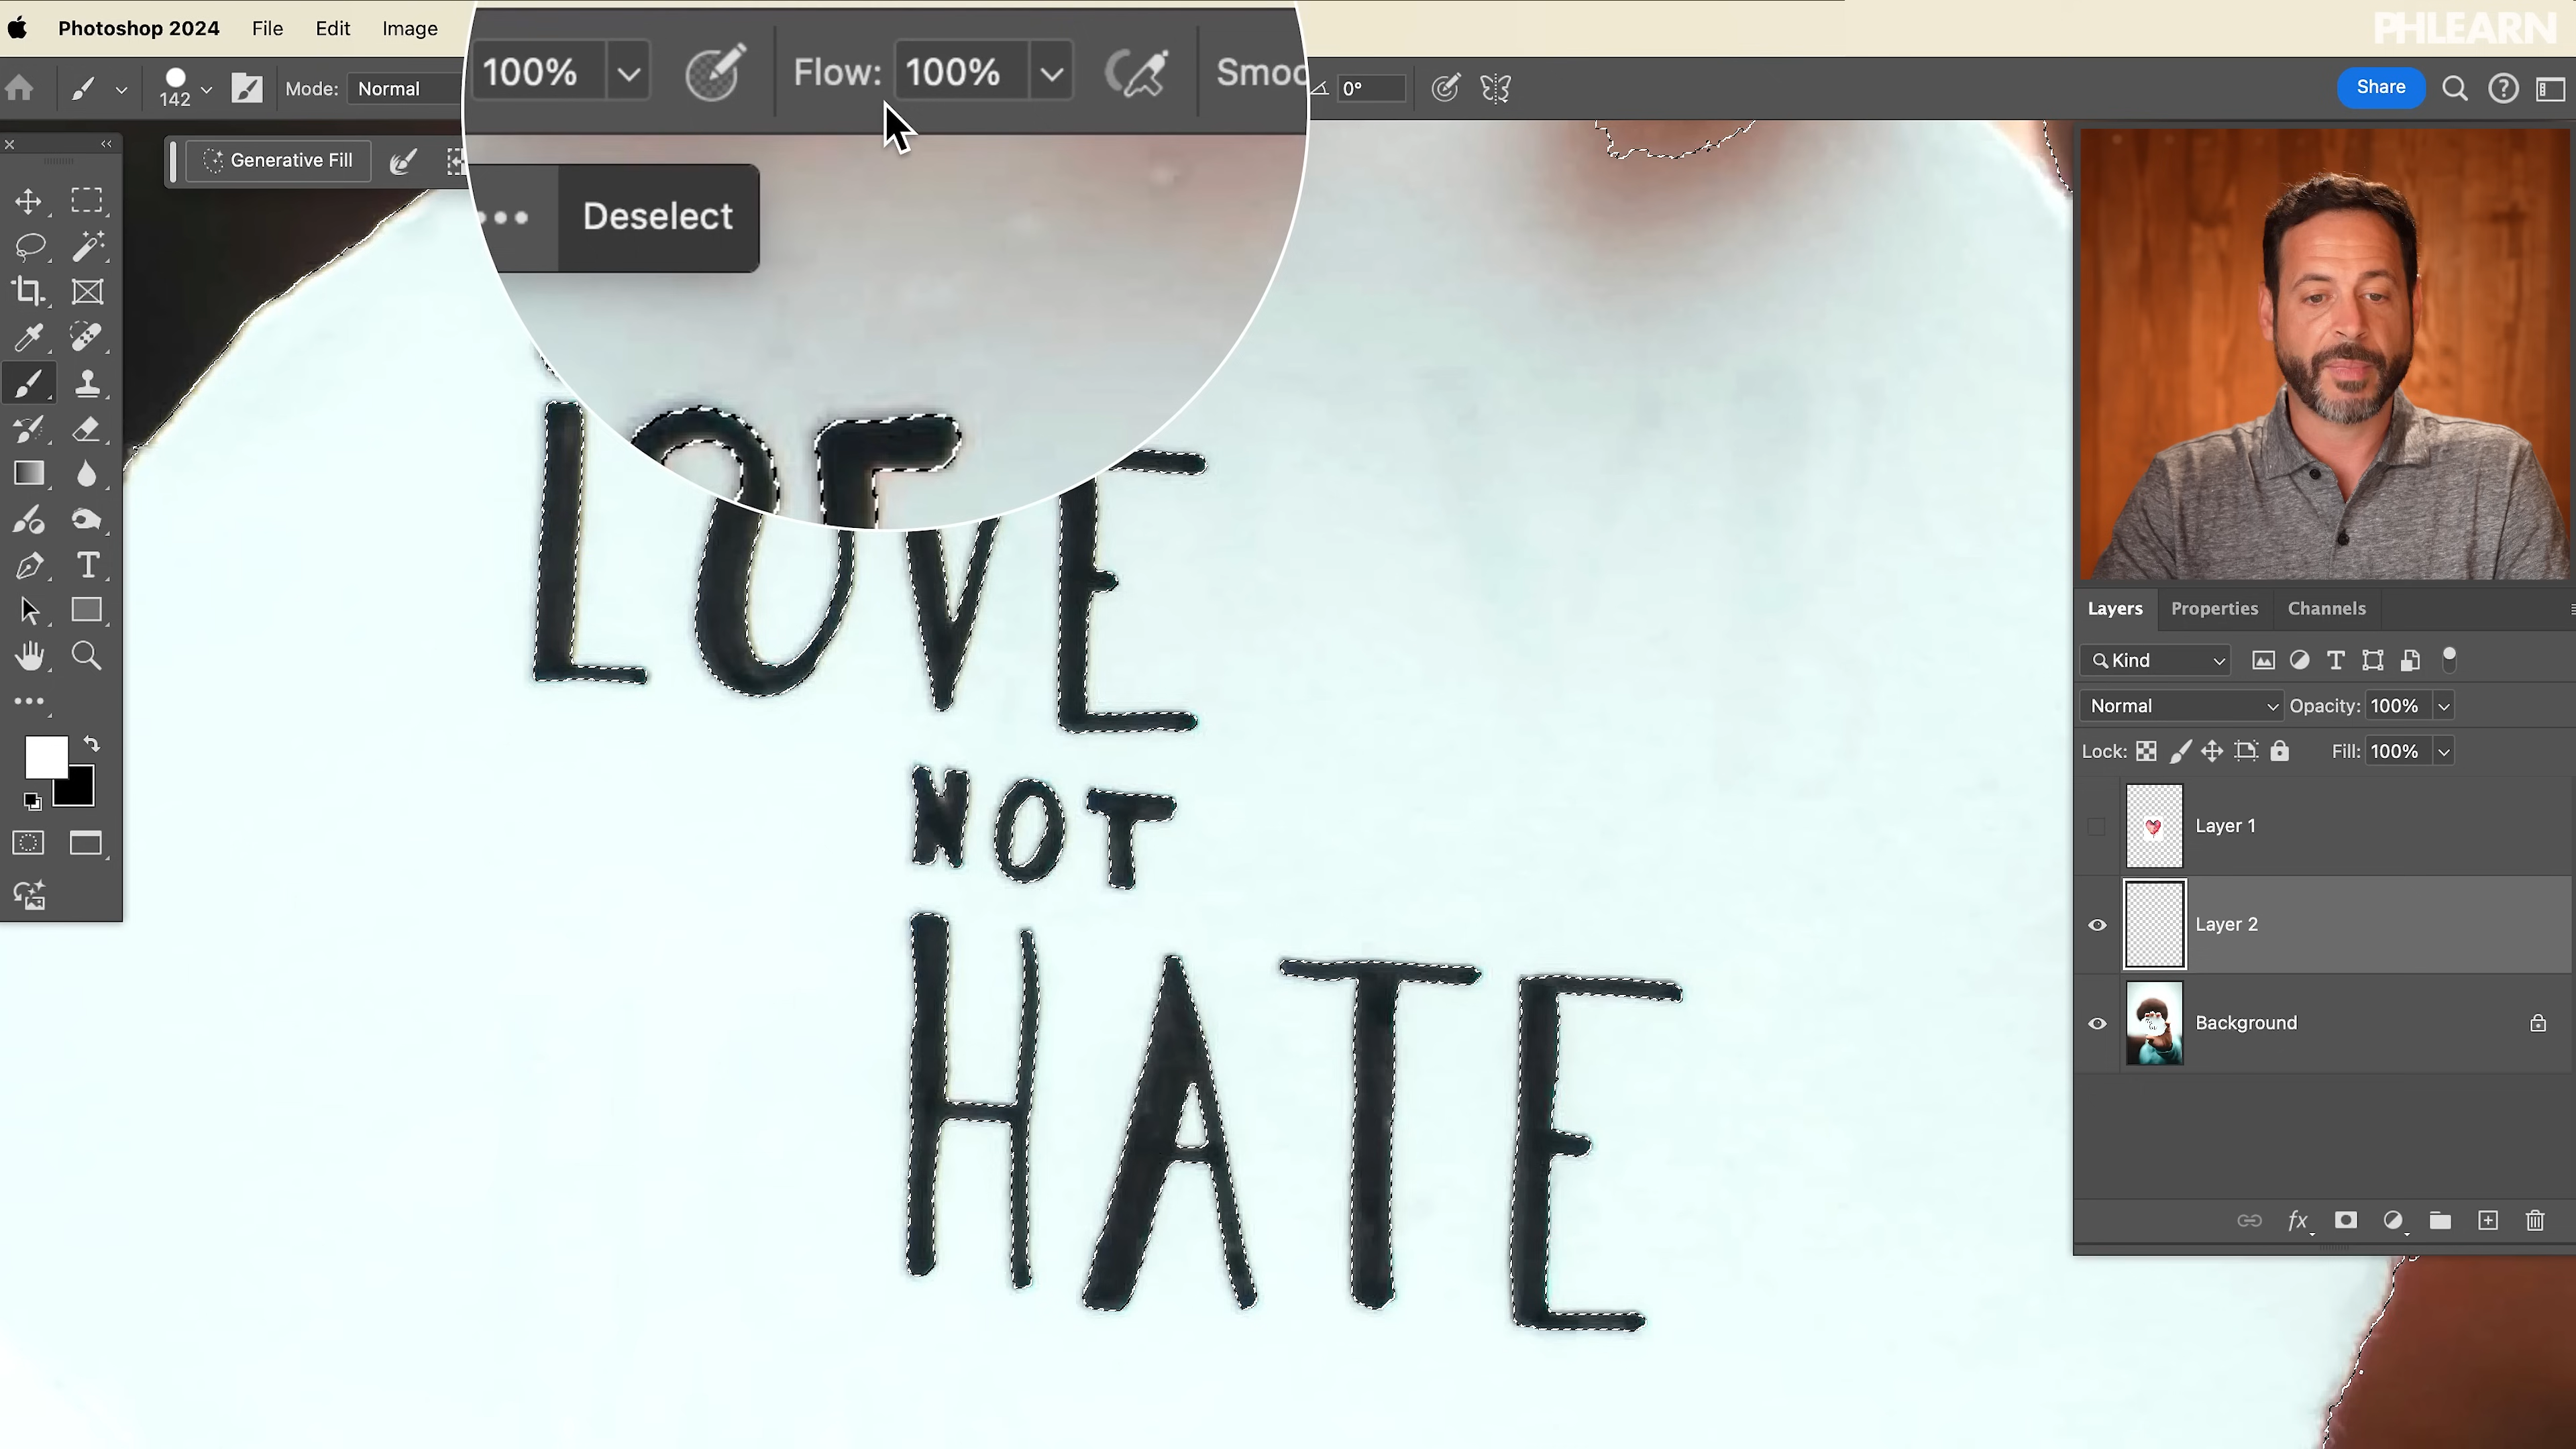 Photoshop 2024 File Edit Image
PHLEARN
142 Mode: Normal 100% Flow: 100% Smoo 0° Share
Generative Fill
Deselect
LOVE
NOT
HATE
Layers Properties Channels
Kind
Normal Opacity: 100%
Lock: Fill: 100%
Layer 1
Layer 2
Background
fx